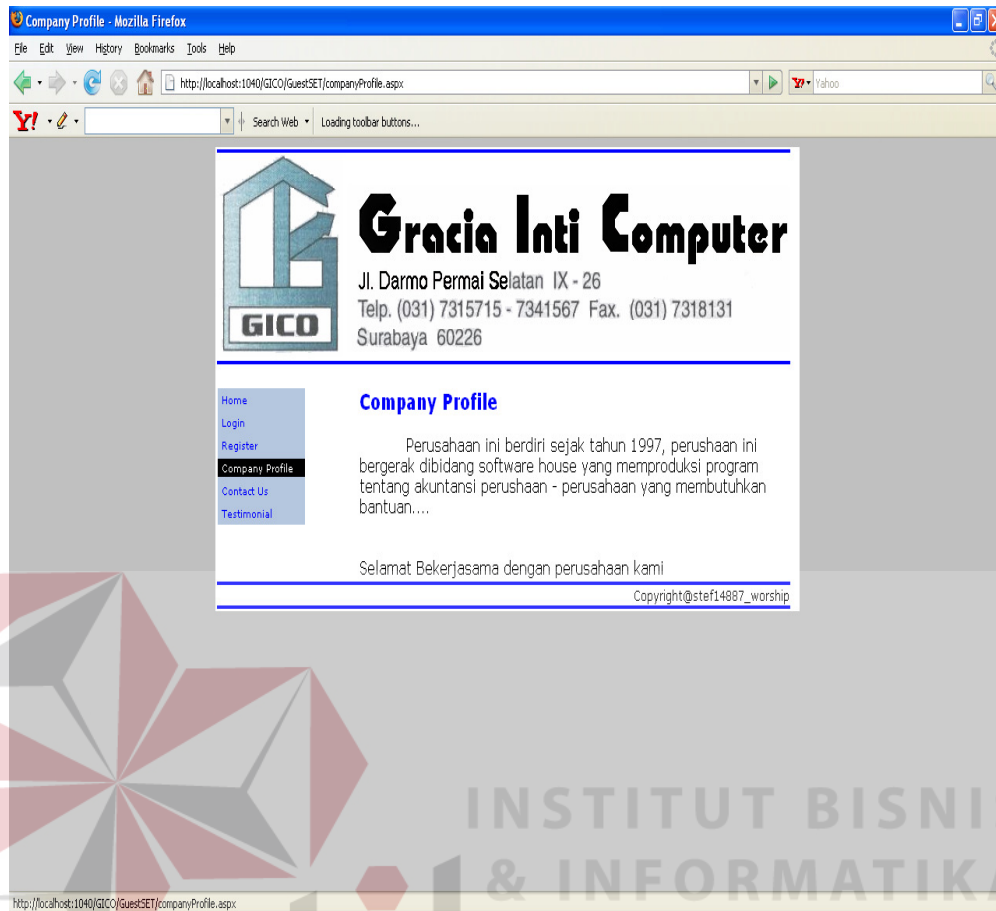 Company Profile - Mozilla Firefox
File Edit View History Bookmarks Tools Help
http://localhost:1040/GICO/GuestSET/companyProfile.aspx
Y! Yahoo
Y! Search Web Loading toolbar buttons...
GICO
Gracia Inti Computer
Jl. Darmo Permai Selatan IX - 26
Telp. (031) 7315715 - 7341567 Fax. (031) 7318131
Surabaya 60226
Home
Login
Register
Company Profile
Contact Us
Testimonial
Company Profile
Perusahaan ini berdiri sejak tahun 1997, perushaan ini
bergerak dibidang software house yang memproduksi program
tentang akuntansi perushaan - perusahaan yang membutuhkan
bantuan....
Selamat Bekerjasama dengan perusahaan kami
Copyright@stef14887_worship
INSTITUT BISNI
& INFORMATIKA
http://localhost:1040/GICO/GuestSET/companyProfile.aspx